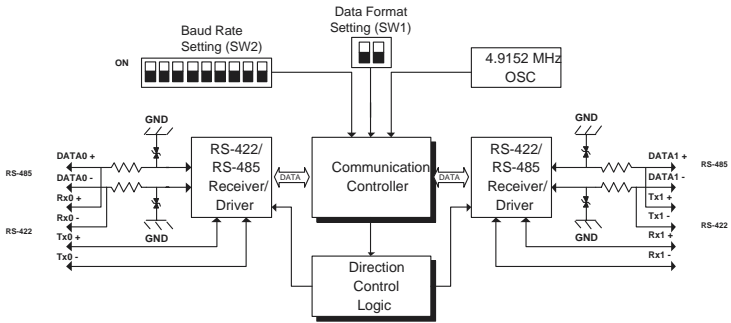 Data Format
Setting (SW1)
Baud Rate
Setting (SW2)
ON
4.9152 MHz
OSC
GND
GND
DATA0 +
RS-485
DATA0 -
Rx0 +
Rx0 -
RS-422
Tx0 +
Tx0 -
GND
RS-422/
RS-485
Receiver/
Driver
DATA
Communication
Controller
DATA
RS-422/
RS-485
Receiver/
Driver
DATA1 +
RS-485
DATA1 -
Tx1 +
Tx1 -
RS-422
Rx1 +
Rx1 -
GND
Direction
Control
Logic